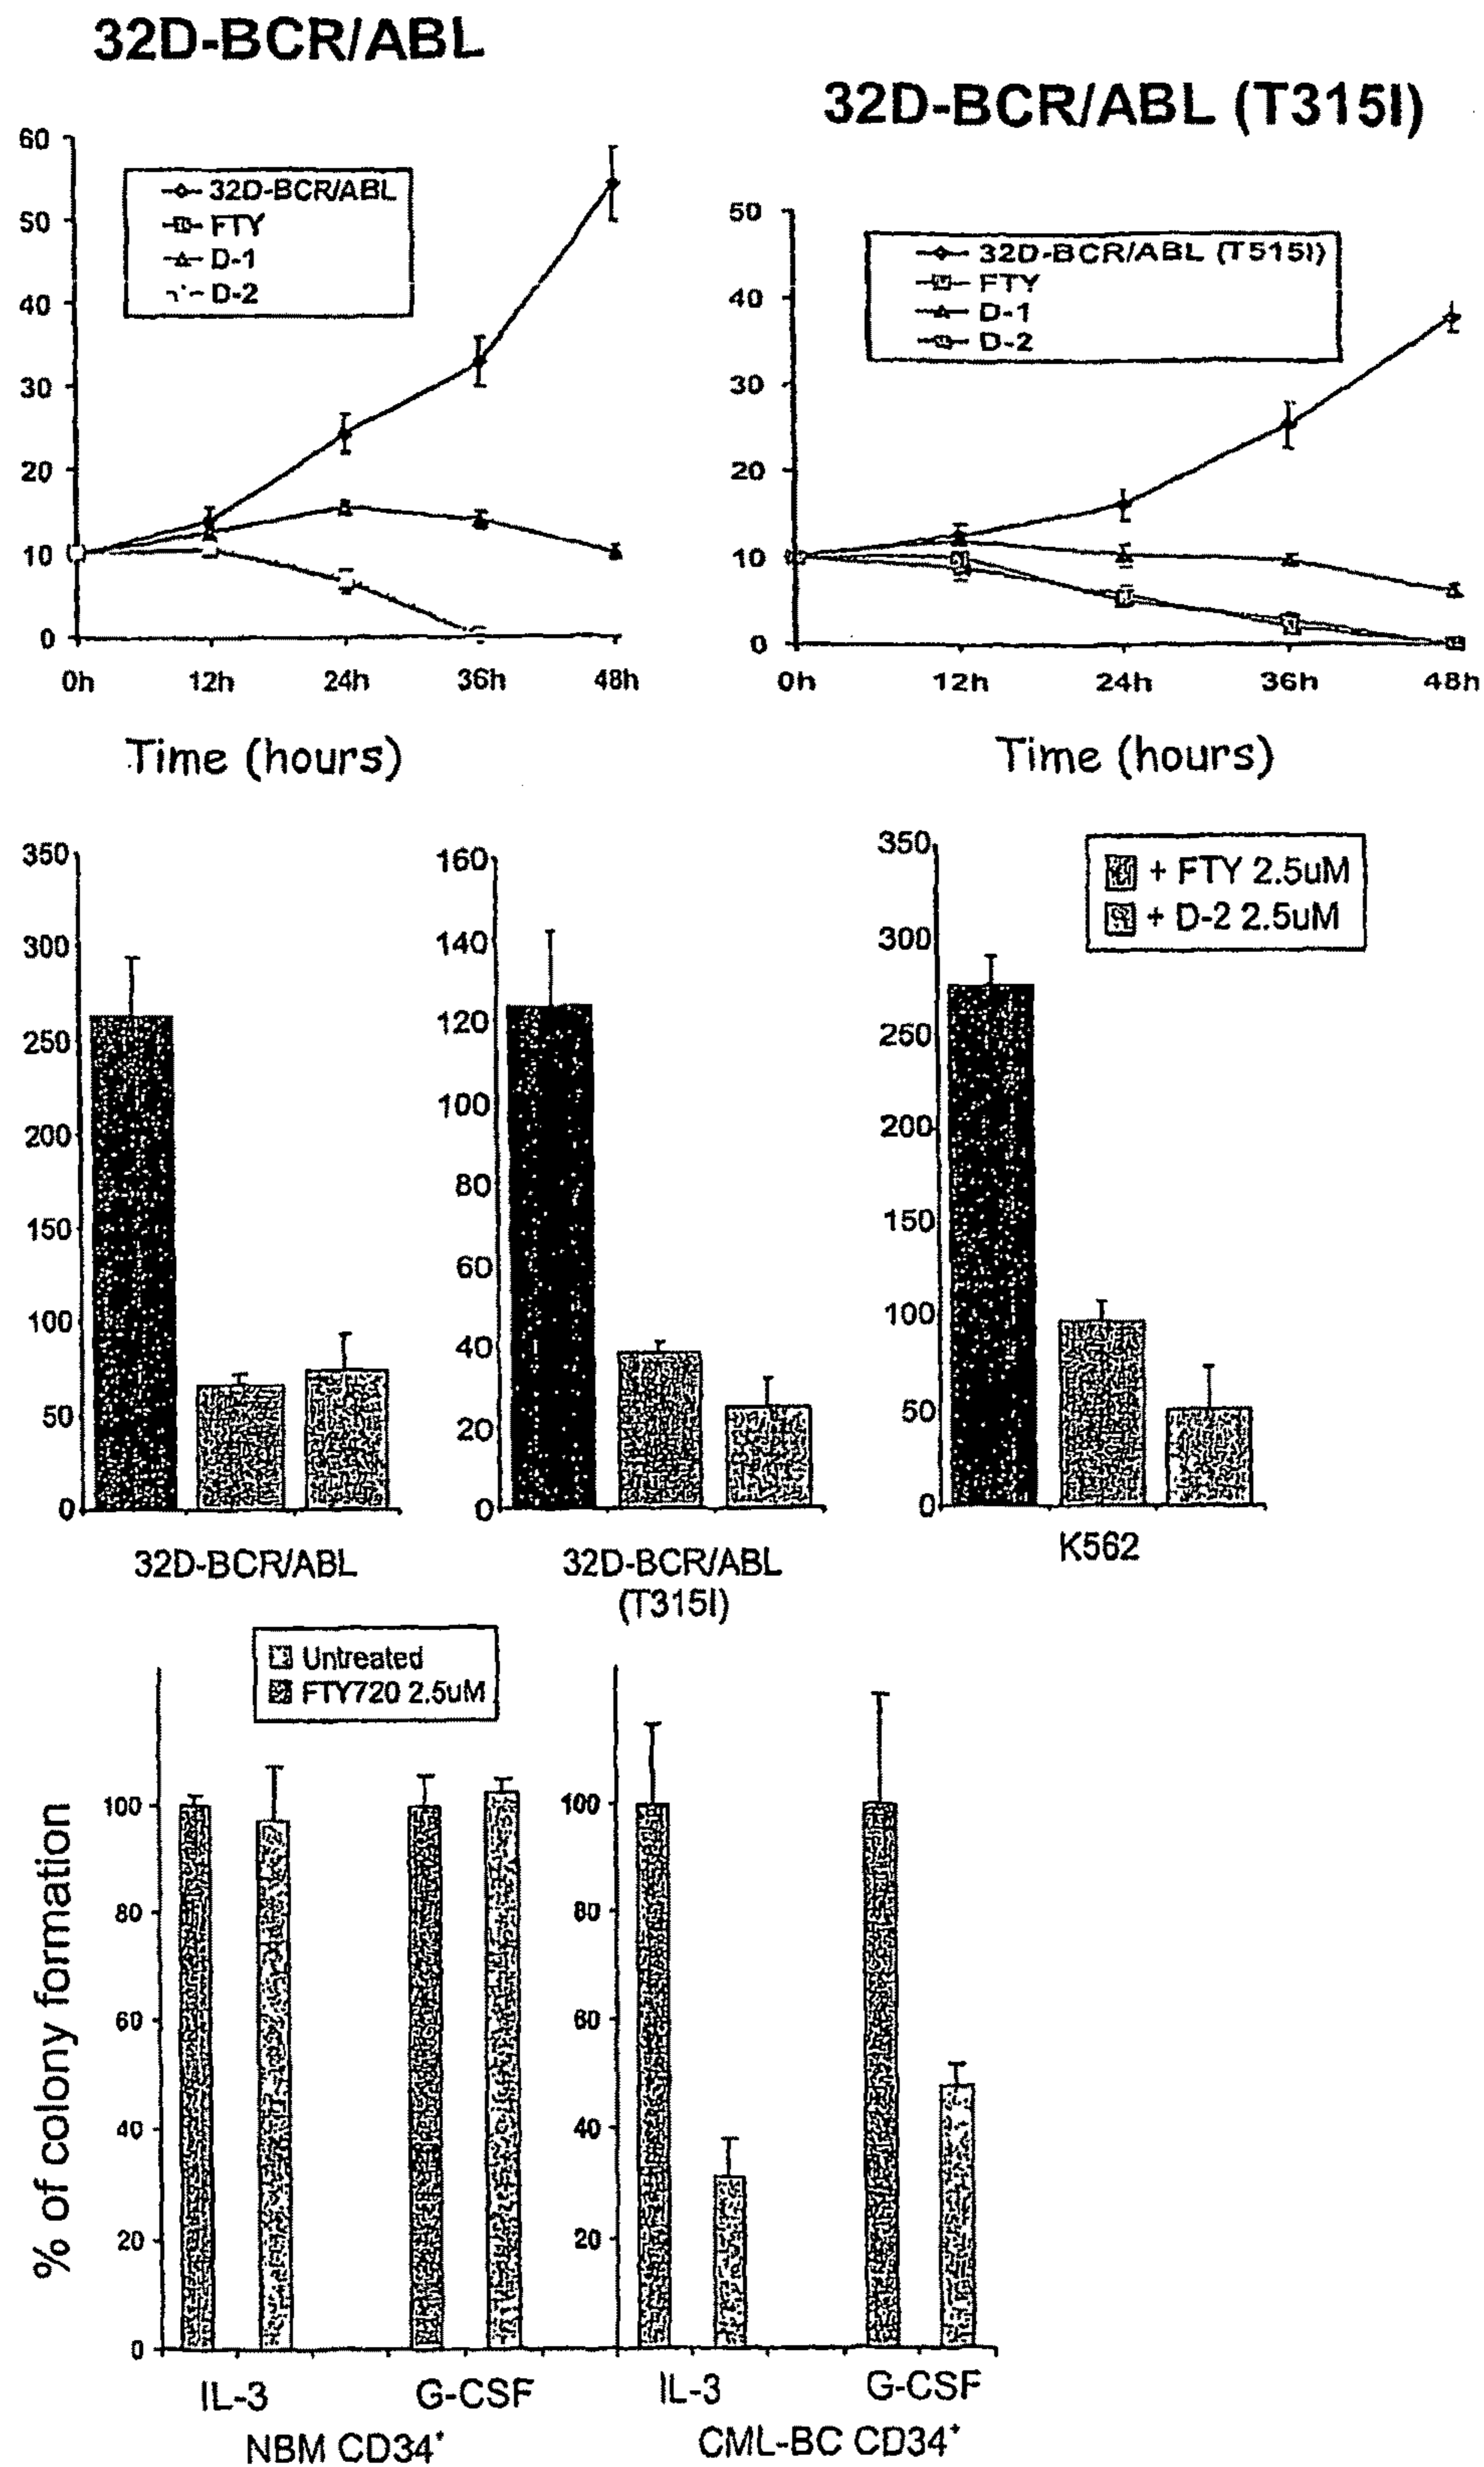 32D-BCR/ABL
60
50
40
30
20
10
0
32D-BCR/ABL
FTY
D-1
D-2
0h 12h 24h 36h 48h
Time (hours)
32D-BCR/ABL (T315I)
50
40
30
20
10
0
32D-BCR/ABL (T515I)
FTY
D-1
D-2
0h 12h 24h 36h 48h
Time (hours)
350
300
250
200
150
100
50
0
32D-BCR/ABL
160
140
120
100
80
60
40
20
0
32D-BCR/ABL
(T315I)
350
300
250
200
150
100
50
0
+ FTY 2.5uM
+ D-2 2.5uM
K562
Untreated
FTY720 2.5uM
% of colony formation
100
80
60
40
20
0
IL-3 G-CSF
NBM CD34+
100
80
60
40
20
IL-3 G-CSF
CML-BC CD34+